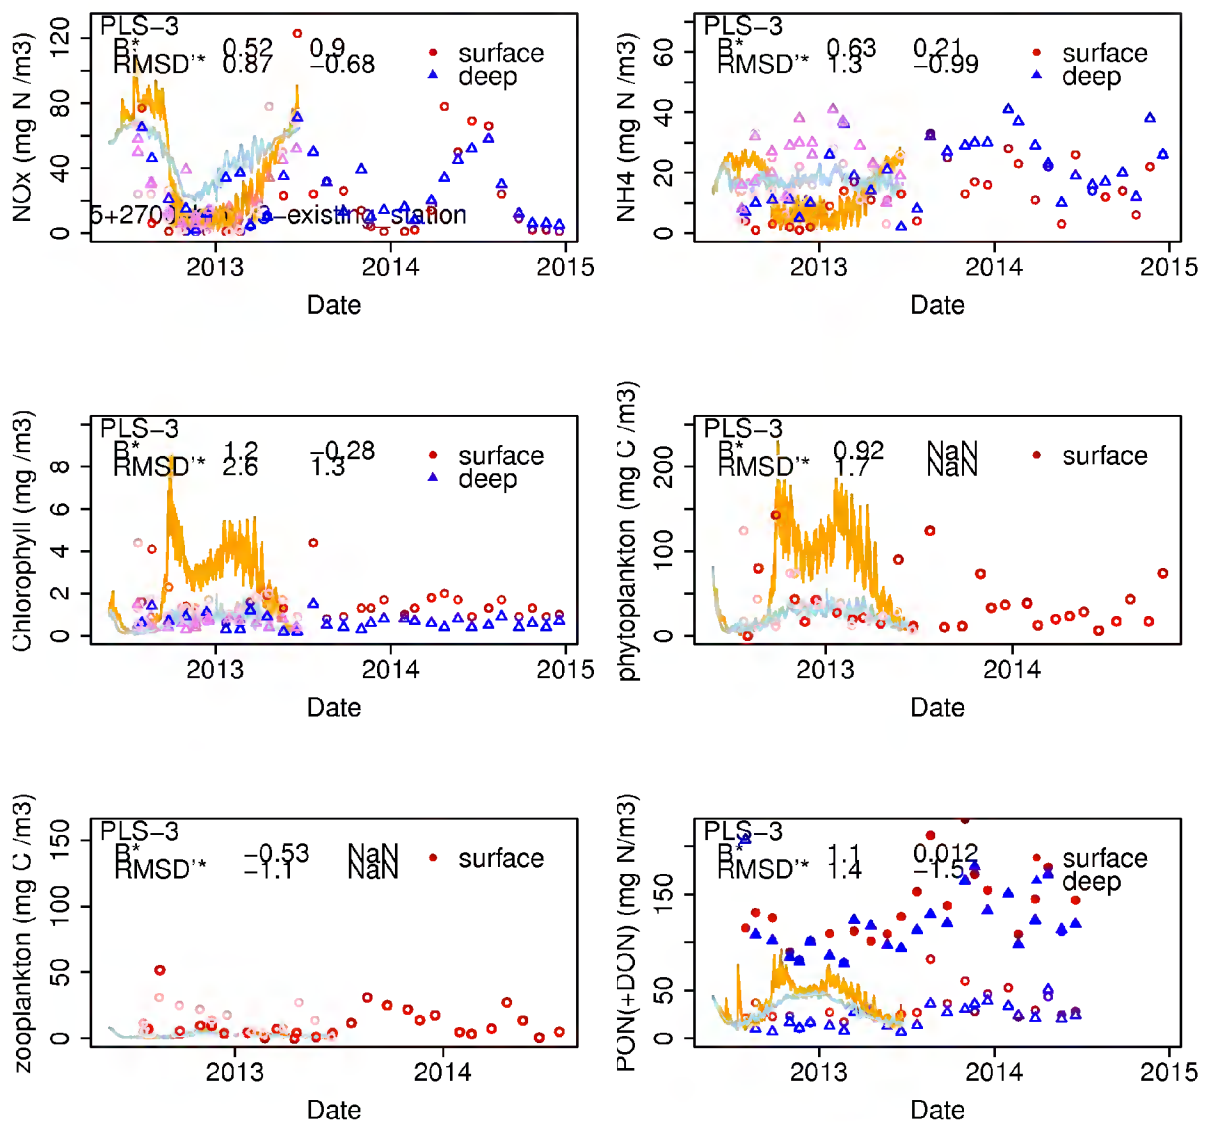 PLS−3
B* 0.52 0.9
RMSD'* 0.87 −0.68
surface
deep
NOx (mg N /m3)
0 40 80 120
−existing_station
2013 2014 2015
Date
PLS−3
B* 0.63 0.21
RMSD'* 1.3 −0.99
surface
deep
NH4 (mg N /m3)
0 20 40 60
2013 2014 2015
Date
PLS−3
B* 1.2 −0.28
RMSD'* 2.6 1.3
surface
deep
Chlorophyll (mg /m3)
0 2 4 6 8
2013 2014 2015
Date
PLS−3
B* 0.92 NaN
RMSD'* 1.7 NaN
surface
phytoplankton (mg C /m3)
0 100 200
2013 2014
Date
PLS−3
B* −0.53 NaN
RMSD'* −1.1 NaN
surface
zooplankton (mg C /m3)
0 50 100 150
2013 2014
Date
PLS−3
B* 1.1 0.012
RMSD'* 1.4 −1.57
surface
deep
PON(+DON) (mg N/m3)
0 50 150
2013 2014 2015
Date